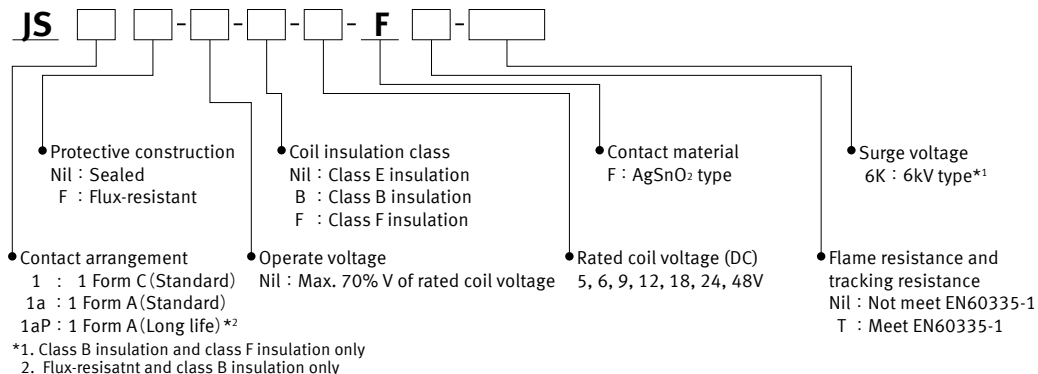 JS - - - - F -
Protective construction
Nil : Sealed
F : Flux-resistant
Coil insulation class
Nil : Class E insulation
B : Class B insulation
F : Class F insulation
Contact material
F : AgSnO2 type
Surge voltage
6K : 6kV type*1
Contact arrangement
1 : 1 Form C (Standard)
1a : 1 Form A (Standard)
1aP : 1 Form A (Long life) *2
Operate voltage
Nil : Max. 70% V of rated coil voltage
Rated coil voltage (DC)
5, 6, 9, 12, 18, 24, 48V
Flame resistance and
tracking resistance
Nil : Not meet EN60335-1
T : Meet EN60335-1
*1. Class B insulation and class F insulation only
2. Flux-resisatnt and class B insulation only